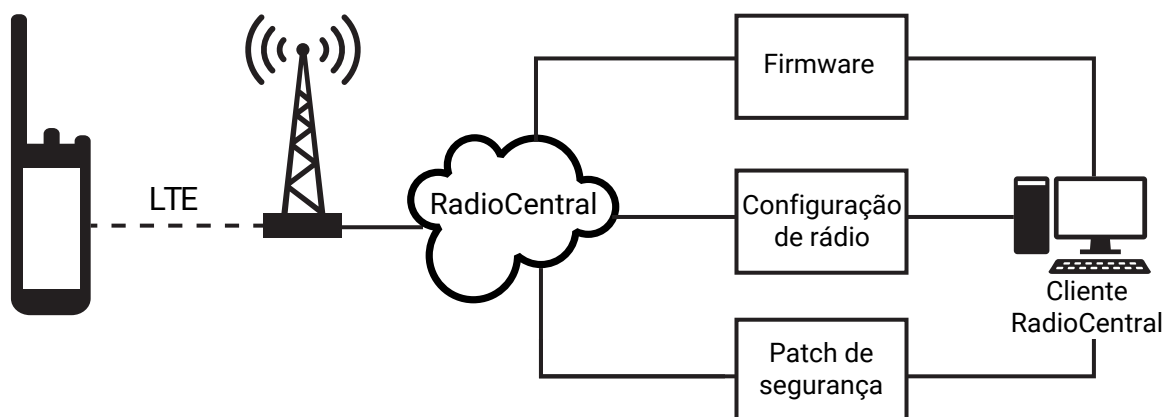 LTE
RadioCentral
Firmware
Configuração
de rádio
Patch de
segurança
Cliente
RadioCentral